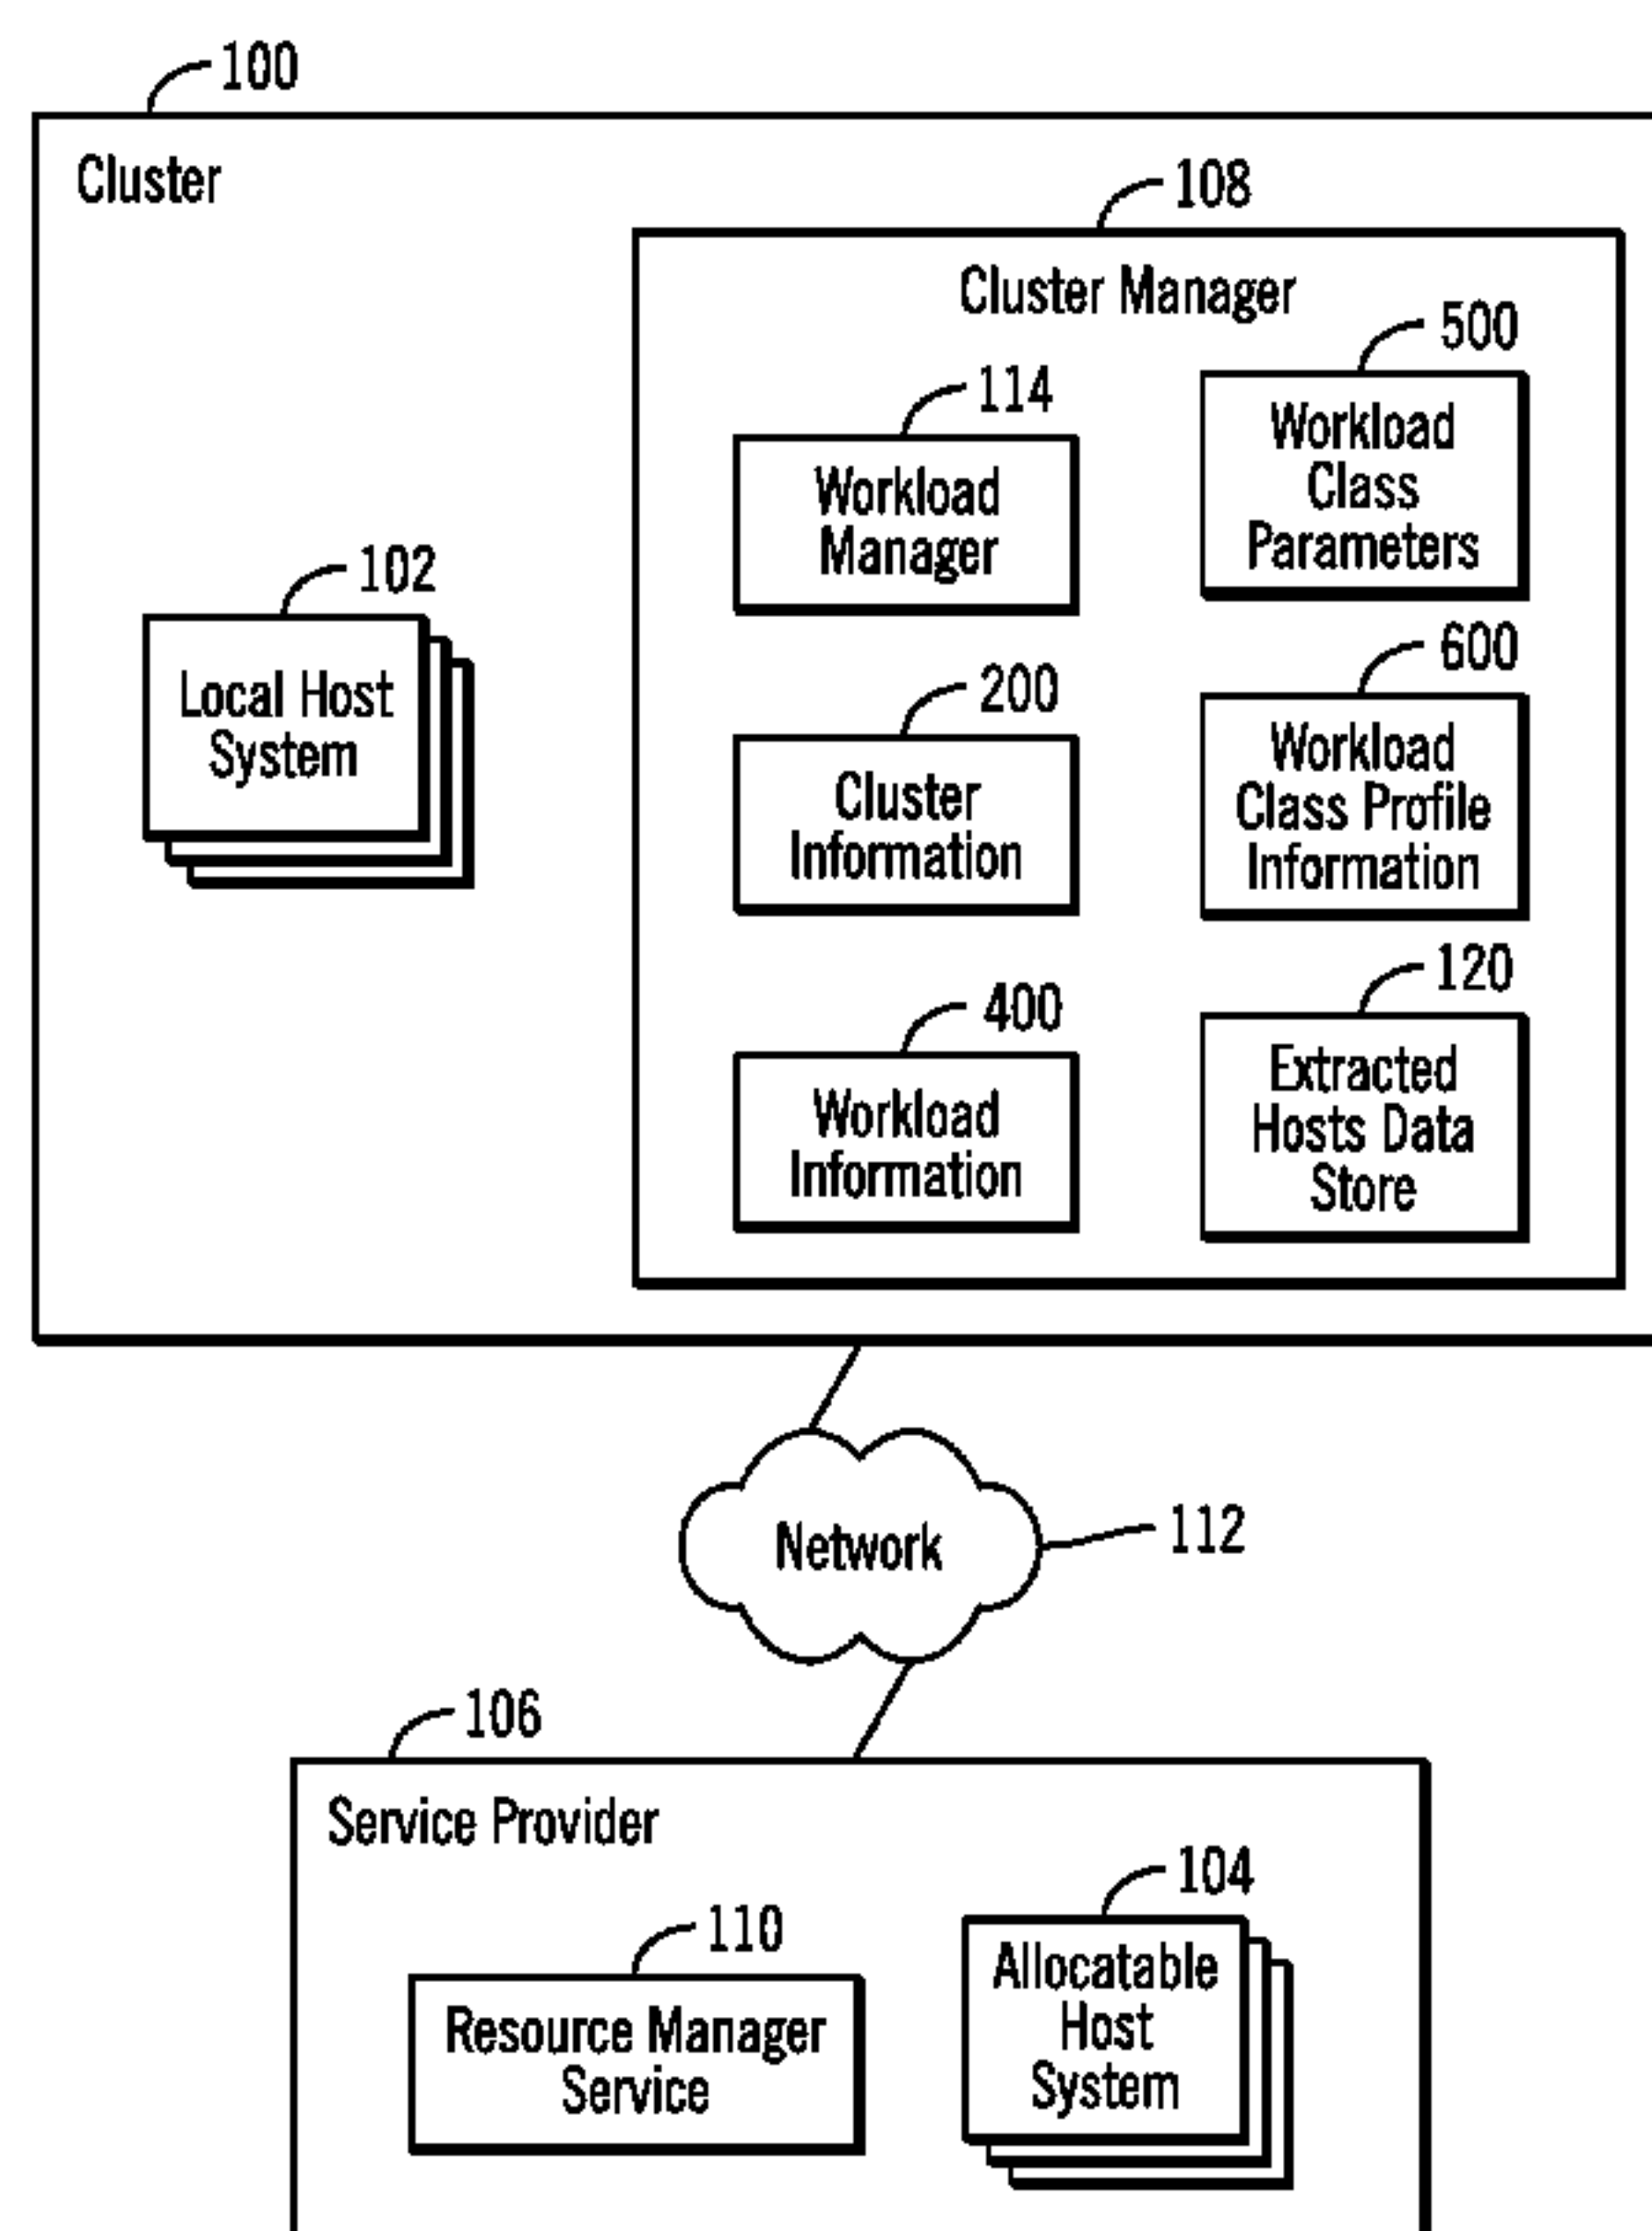 100
Cluster
108
Cluster Manager
500
114
Workload
Class
Parameters
Workload
Manager
102
Local Host
System
600
200
Workload
Class Profile
Information
Cluster
Information
120
400
Extracted
Hosts Data
Store
Workload
Information
Network
112
106
Service Provider
104
110
Allocatable
Host
System
Resource Manager
Service